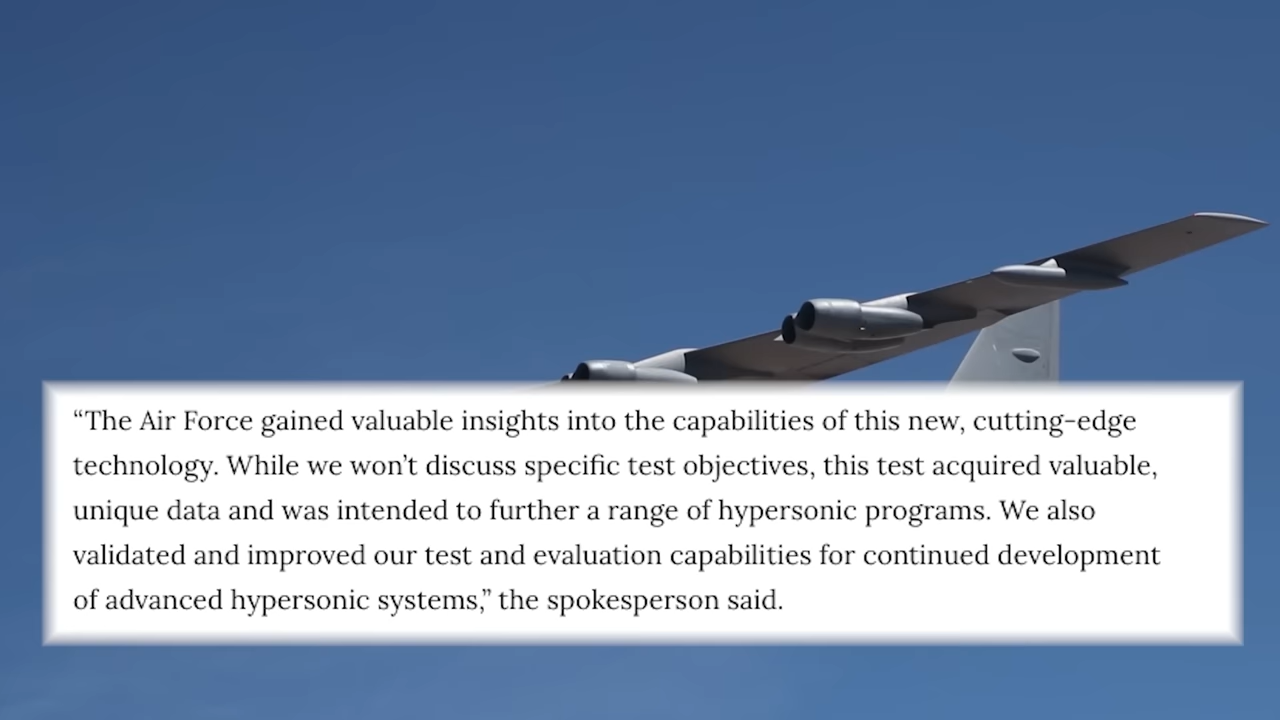 “The Air Force gained valuable insights into the capabilities of this new, cutting-edge
technology. While we won’t discuss specific test objectives, this test acquired valuable,
unique data and was intended to further a range of hypersonic programs. We also
validated and improved our test and evaluation capabilities for continued development
of advanced hypersonic systems,” the spokesperson said.